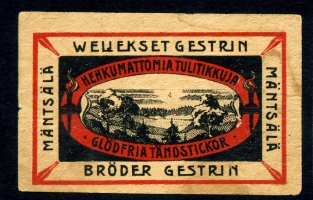 WELJEKSET GESTRIN
HEHKUMATTOMIA TULITIKKUJA
MÄNTSÄLÄ
MÄNTSÄLÄ
GLÖDFRIA TÄNDSTICKOR
BRÖDER GESTRIN